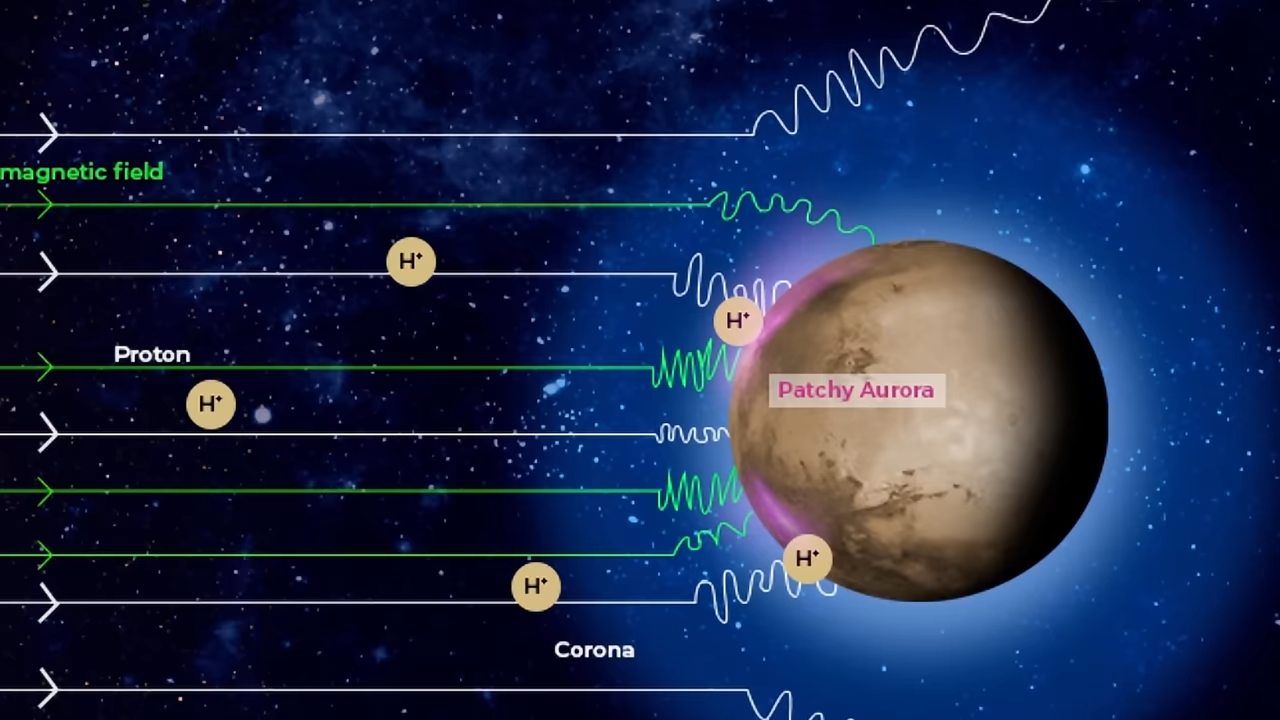 magnetic field
H⁺
H⁺
Proton
Patchy Aurora
H⁺
H⁺
H⁺
Corona